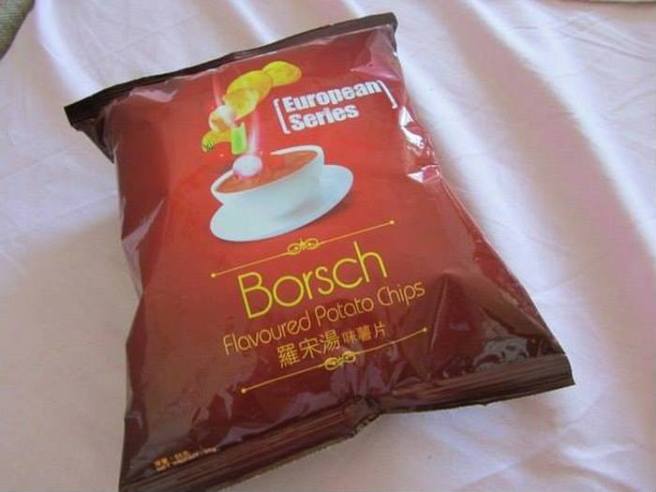 European
Series
Borsch
Flavoured Potato Chips
羅宋湯味薯片